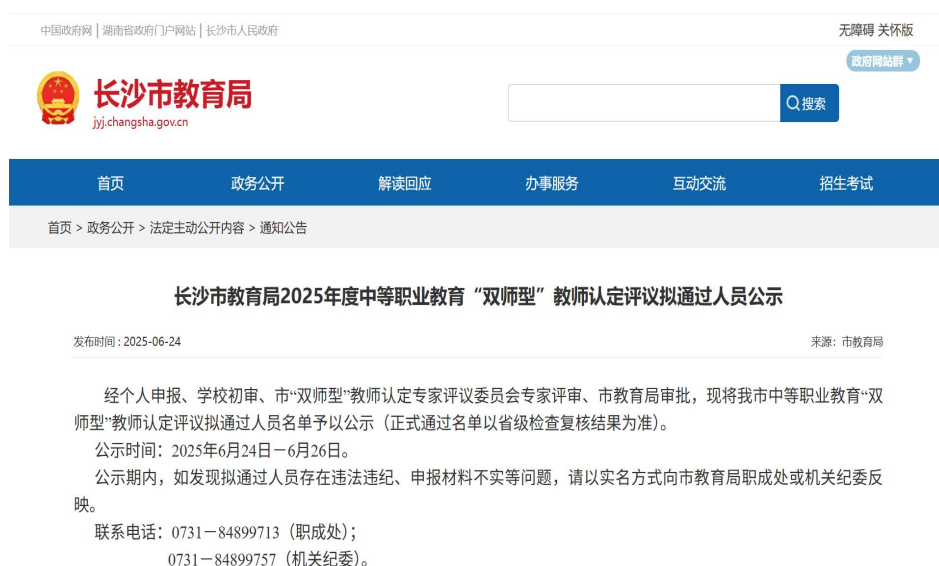 中国政府网 | 湖南省政府门户网站 | 长沙市人民政府
无障碍 关怀版
政府网站群 ▼
长沙市教育局
jyj.changsha.gov.cn
搜索
首页 政务公开 解读回应 办事服务 互动交流 招生考试
首页 > 政务公开 > 法定主动公开内容 > 通知公告
长沙市教育局2025年度中等职业教育“双师型”教师认定评议拟通过人员公示
发布时间 : 2025-06-24
来源：市教育局
经个人申报、学校初审、市“双师型”教师认定专家评议委员会专家评审、市教育局审批，现将我市中等职业教育“双
师型”教师认定评议拟通过人员名单予以公示（正式通过名单以省级检查复核结果为准）。
公示时间：2025年6月24日－6月26日。
公示期内，如发现拟通过人员存在违法违纪、申报材料不实等问题，请以实名方式向市教育局职成处或机关纪委反
映。
联系电话：0731－84899713（职成处）；
0731－84899757（机关纪委）。